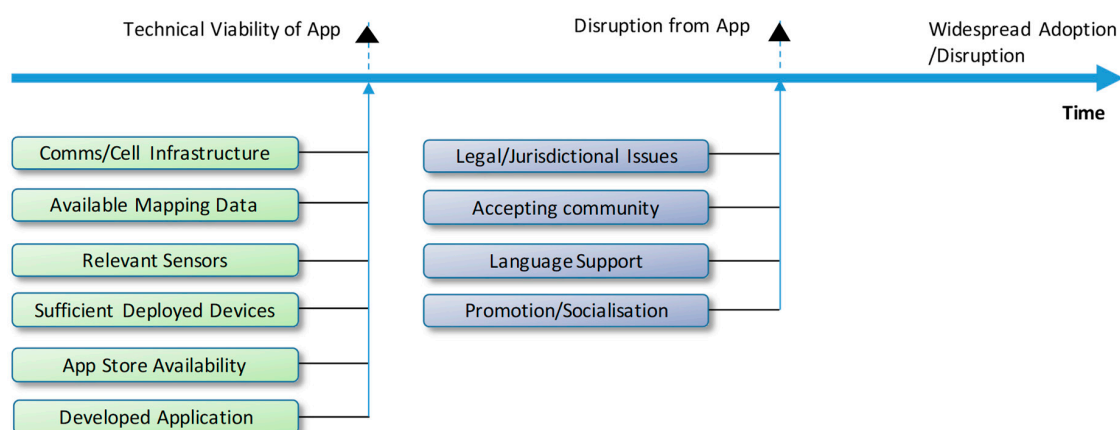 Technical Viability of App
Disruption from App
Widespread Adoption
/Disruption
Time
Comms/Cell Infrastructure
Available Mapping Data
Relevant Sensors
Sufficient Deployed Devices
App Store Availability
Developed Application
Legal/Jurisdictional Issues
Accepting community
Language Support
Promotion/Socialisation